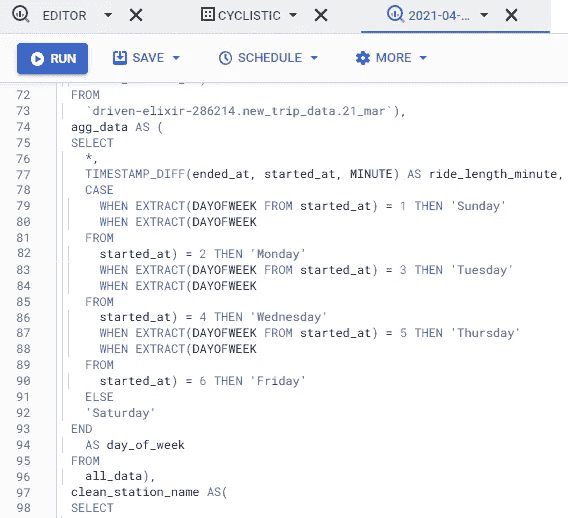 EDITOR
CYCLISTIC
2021-04-...
RUN
SAVE
SCHEDULE
MORE
72 FROM
73 `driven-elixir-286214.new_trip_data.21_mar`),
74 agg_data AS (
75 SELECT
76 *,
77 TIMESTAMP_DIFF(ended_at, started_at, MINUTE) AS ride_length_minute,
78 CASE
79 WHEN EXTRACT(DAYOFWEEK FROM started_at) = 1 THEN 'Sunday'
80 WHEN EXTRACT(DAYOFWEEK
81 FROM
82 started_at) = 2 THEN 'Monday'
83 WHEN EXTRACT(DAYOFWEEK FROM started_at) = 3 THEN 'Tuesday'
84 WHEN EXTRACT(DAYOFWEEK
85 FROM
86 started_at) = 4 THEN 'Wednesday'
87 WHEN EXTRACT(DAYOFWEEK FROM started_at) = 5 THEN 'Thursday'
88 WHEN EXTRACT(DAYOFWEEK
89 FROM
90 started_at) = 6 THEN 'Friday'
91 ELSE
92 'Saturday'
93 END
94 AS day_of_week
95 FROM
96 all_data),
97 clean_station_name AS(
98 SELECT